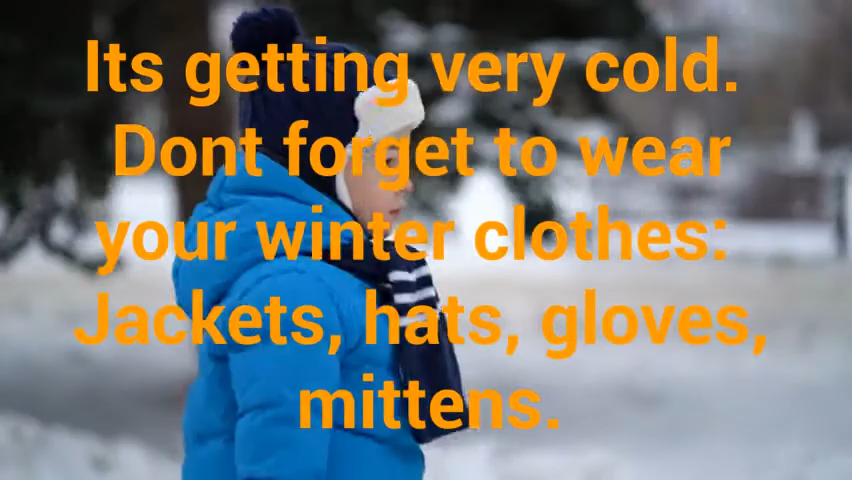 Its getting very cold.
Dont forget to wear
your winter clothes:
Jackets, hats, gloves,
mittens.